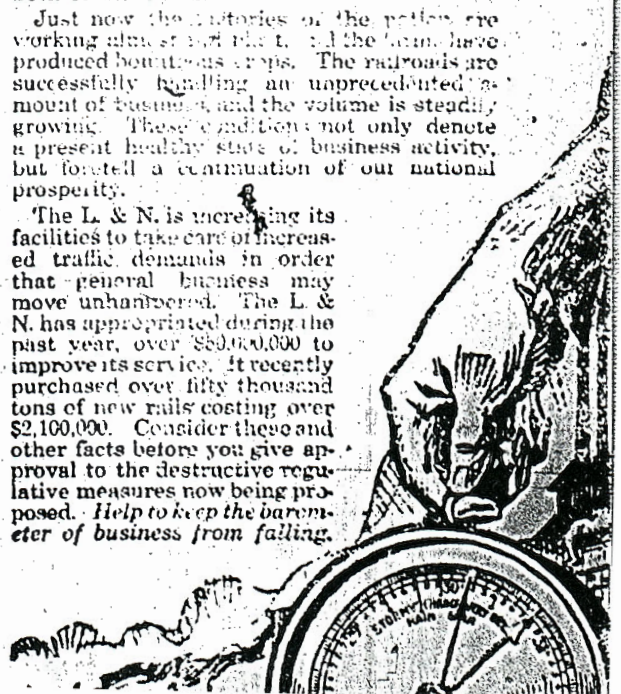 Just now the factories of the nation are
working almost and the have
produced bounteous crops. The railroads are
successfully handling an unprecedented a-
mount of business, and the volume is steadily
growing. These conditions not only denote
a present healthy state of business activity,
but foretell a continuation of our national
prosperity.
The L. & N. is increasing its
facilities to take care of increas-
ed traffic demands in order
that general business may
move unhampered. The L. &
N. has appropriated during the
past year, over $50,000,000 to
improve its service. It recently
purchased over fifty thousand
tons of new rails costing over
$2,100,000. Consider these and
other facts before you give ap-
proval to the destructive regu-
lative measures now being pro-
posed. Help to keep the barom-
eter of business from falling.
STORMY
RAIN